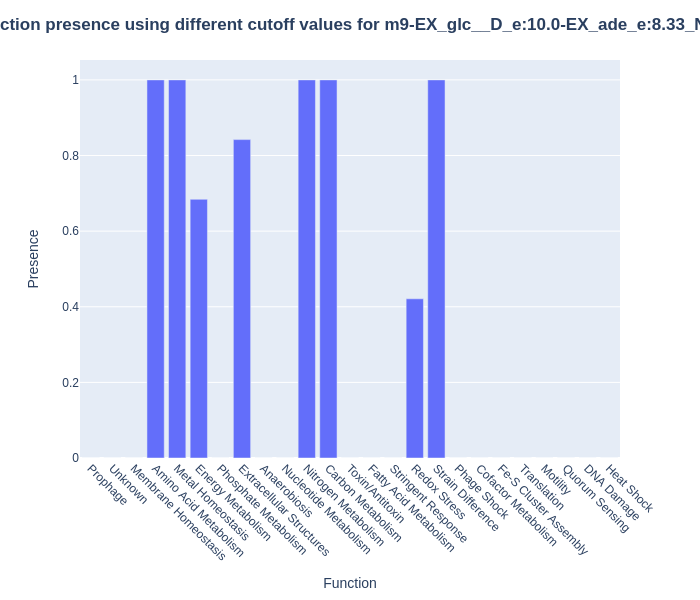 ction presence using different cutoff values for m9-EX_glc__D_e:10.0-EX_ade_e:8.33_N
1
0.8
0.6
0.4
0.2
0
Presence
Prophage
Unknown
Membrane Homeostasis
Amino Acid Metabolism
Metal Homeostasis
Energy Metabolism
Phosphate Metabolism
Extracellular Structures
Anaerobiosis
Nucleotide Metabolism
Nitrogen Metabolism
Carbon Metabolism
Toxin/Antitoxin
Fatty Acid Metabolism
Stringent Response
Redox Stress
Strain Difference
Phage Shock
Cofactor Metabolism
Fe-S Cluster Assembly
Translation
Motility
Quorum Sensing
DNA Damage
Heat Shock
Function